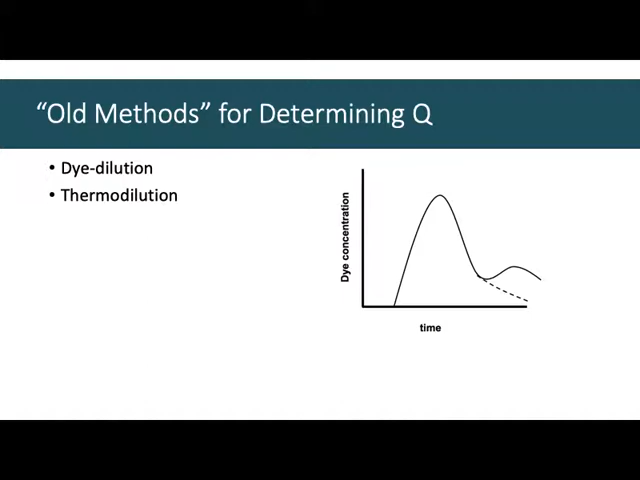 “Old Methods” for Determining Q
• Dye-dilution
• Thermodilution
Dye concentration
time